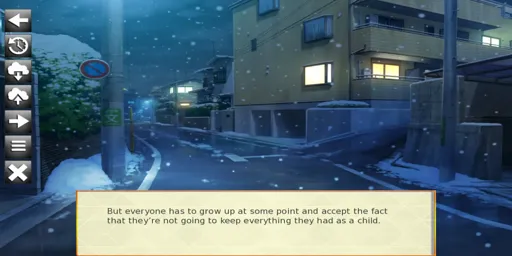 But everyone has to grow up at some point and accept the fact
that they're not going to keep everything they had as a child.